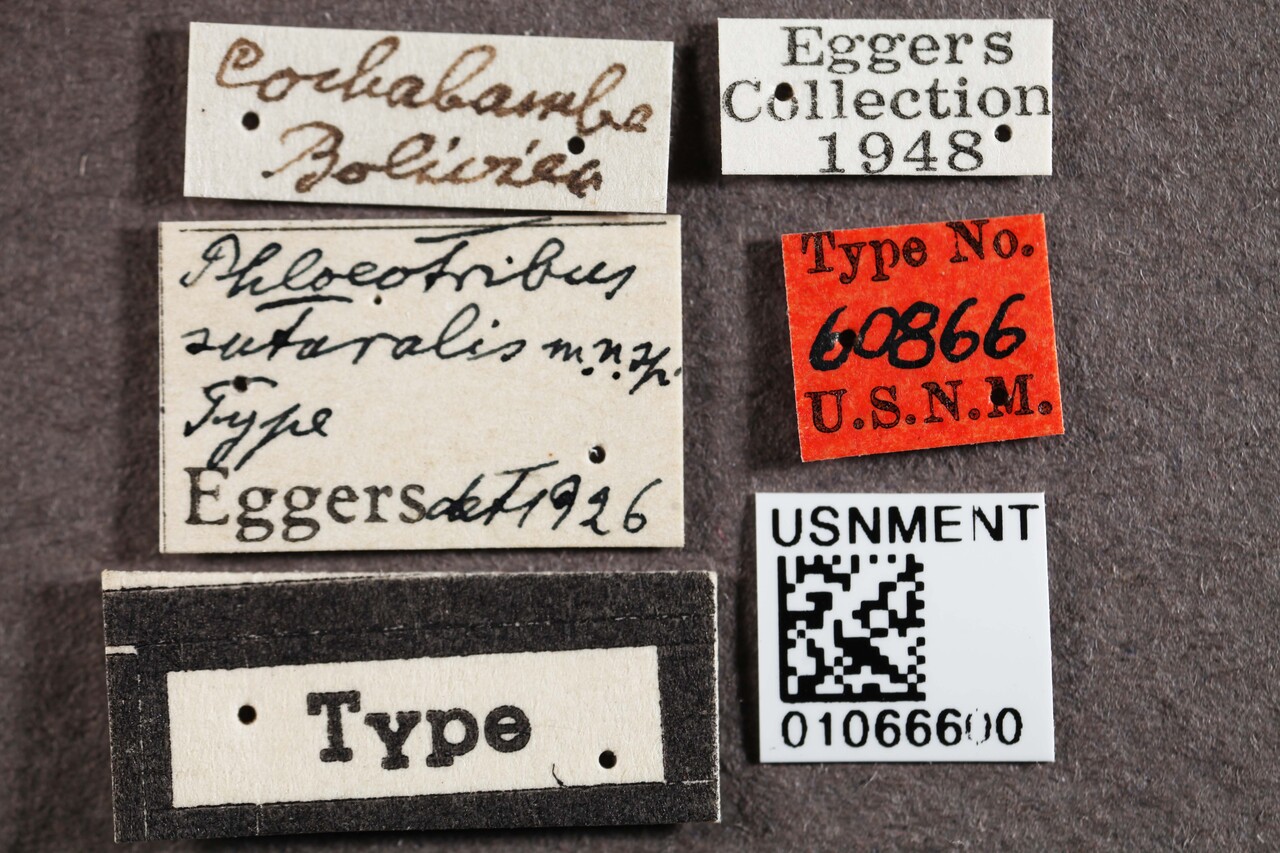 Cochabamba
Bolivien
Eggers
Collection
1948
Phloeotribus
suturalis m.n.sp.
Type
Eggers det 1926
Type No.
60866
U.S.N.M.
Type
USNMENT
01066600